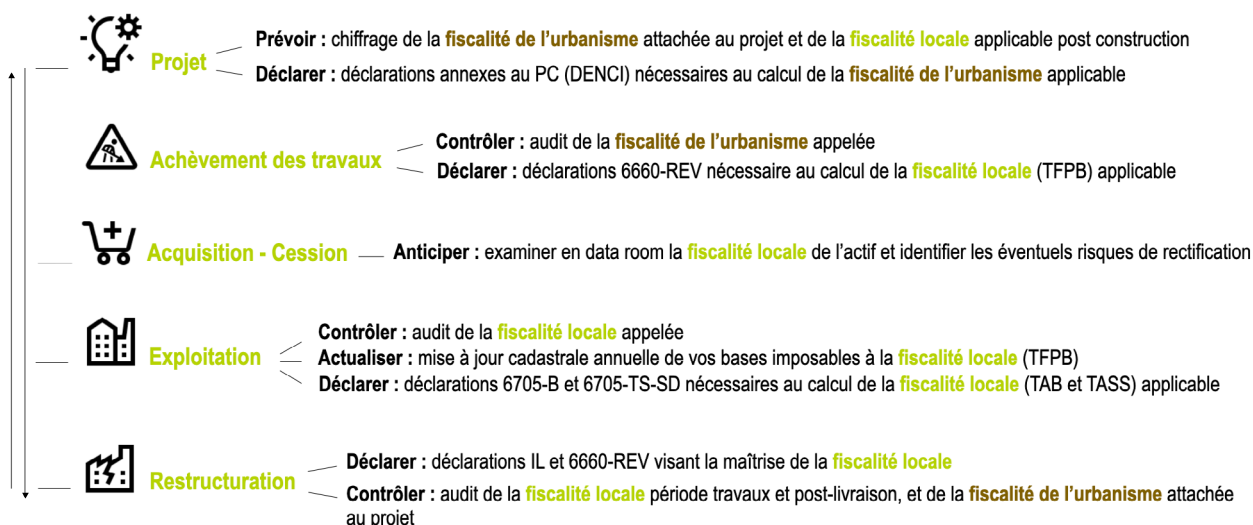 Projet
Prévoir : chiffrage de la fiscalité de l’urbanisme attachée au projet et de la fiscalité locale applicable post construction
Déclarer : déclarations annexes au PC (DENCI) nécessaires au calcul de la fiscalité de l’urbanisme applicable
Achèvement des travaux
Contrôler : audit de la fiscalité de l’urbanisme appelée
Déclarer : déclarations 6660-REV nécessaire au calcul de la fiscalité locale (TFPB) applicable
Acquisition - Cession
Anticiper : examiner en data room la fiscalité locale de l’actif et identifier les éventuels risques de rectification
Exploitation
Contrôler : audit de la fiscalité locale appelée
Actualiser : mise à jour cadastrale annuelle de vos bases imposables à la fiscalité locale (TFPB)
Déclarer : déclarations 6705-B et 6705-TS-SD nécessaires au calcul de la fiscalité locale (TAB et TASS) applicable
Restructuration
Déclarer : déclarations IL et 6660-REV visant la maîtrise de la fiscalité locale
Contrôler : audit de la fiscalité locale période travaux et post-livraison, et de la fiscalité de l’urbanisme attachée
au projet